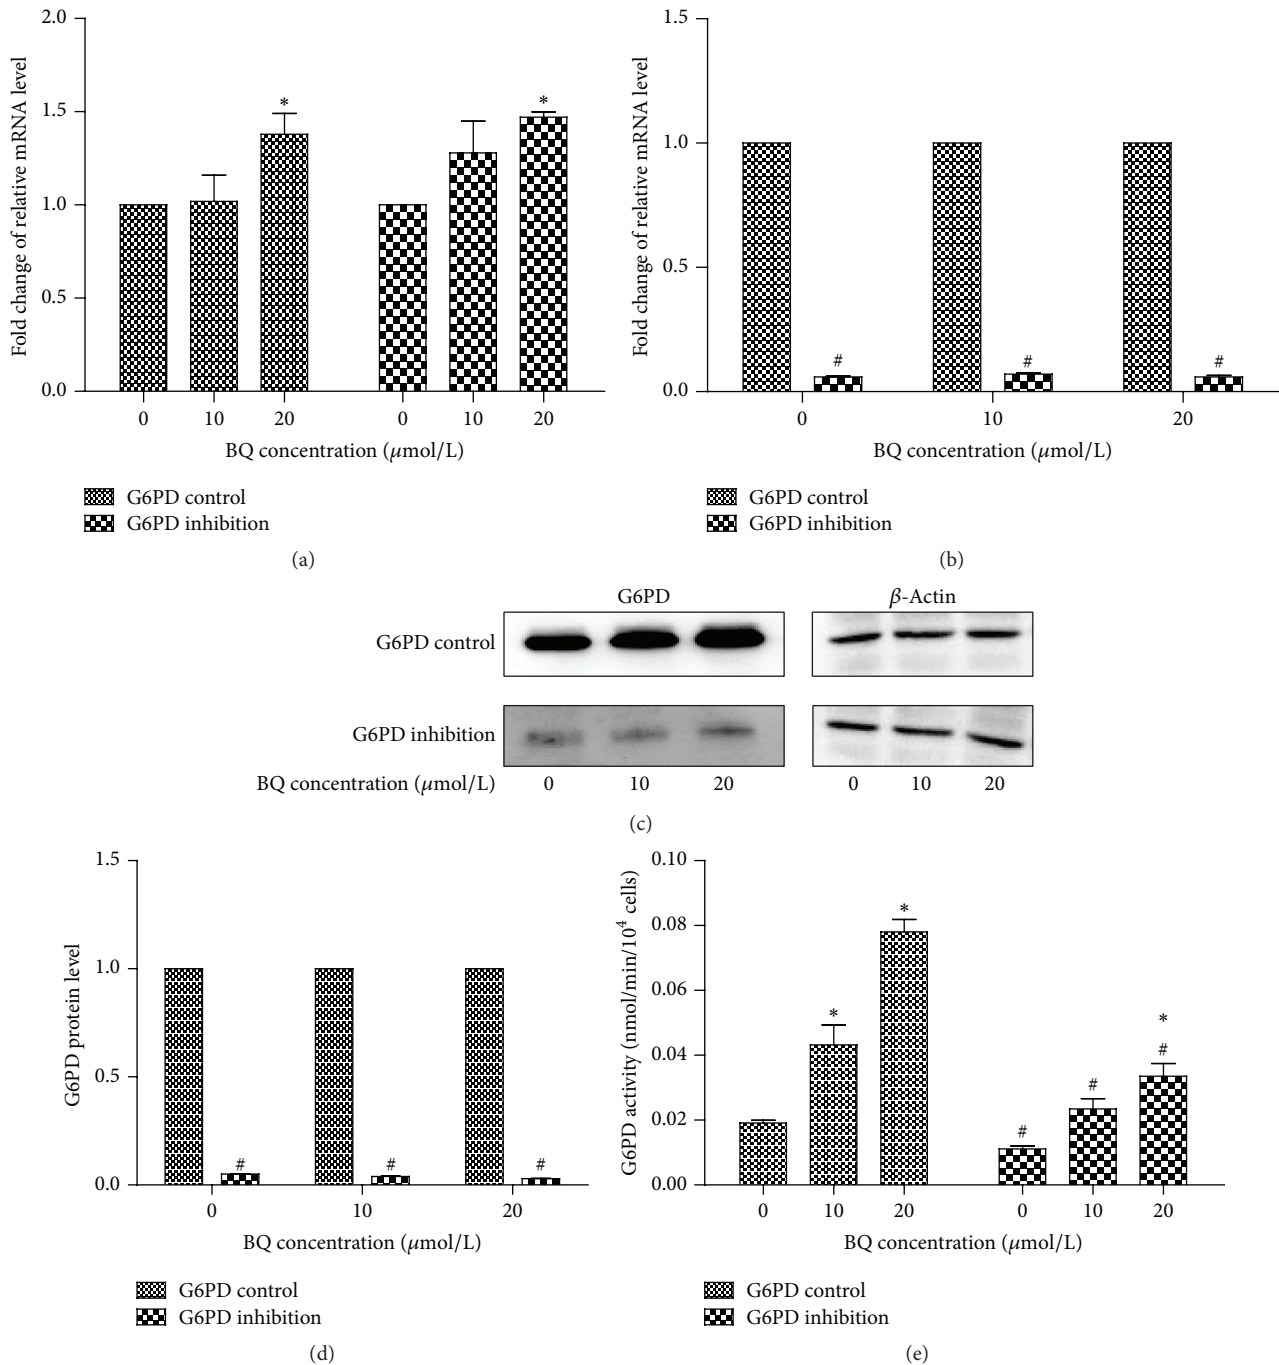 2.0
1.5
1.0
0.5
0.0
Fold change of relative mRNA level
*
*
0 10 20 0 10 20
BQ concentration (μmol/L)
G6PD control
G6PD inhibition
(a)
1.5
1.0
0.5
0.0
Fold change of relative mRNA level
# # #
0 10 20
BQ concentration (μmol/L)
G6PD control
G6PD inhibition
(b)
G6PD β-Actin
G6PD control
G6PD inhibition
BQ concentration (μmol/L) 0 10 20 0 10 20
(c)
1.5
1.0
0.5
0.0
G6PD protein level
# # #
0 10 20
BQ concentration (μmol/L)
G6PD control
G6PD inhibition
(d)
0.10
0.08
0.06
0.04
0.02
0.00
G6PD activity (nmol/min/10⁴ cells)
*
*
*
#
#
#
0 10 20 0 10 20
BQ concentration (μmol/L)
G6PD control
G6PD inhibition
(e)